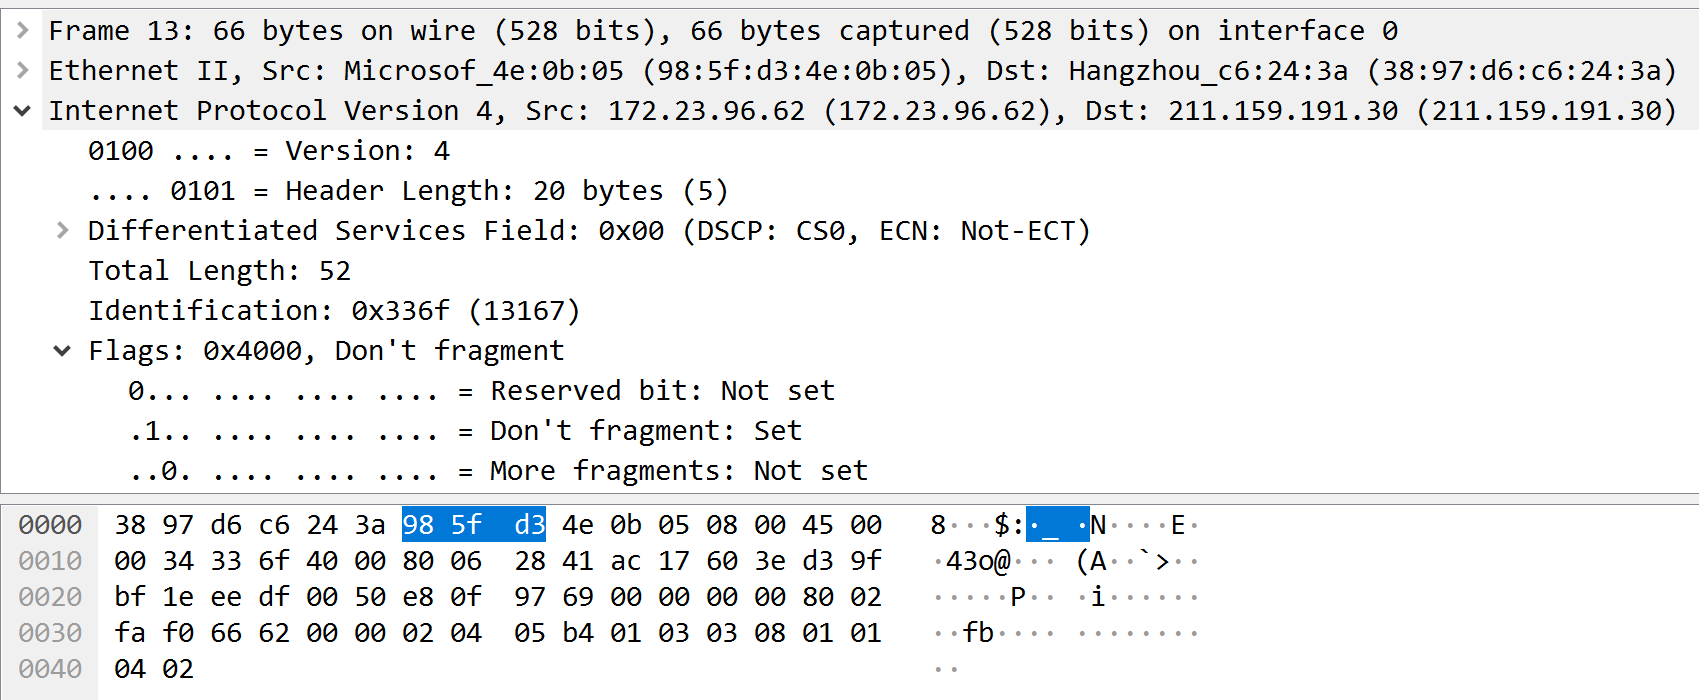 Frame 13: 66 bytes on wire (528 bits), 66 bytes captured (528 bits) on interface 0
Ethernet II, Src: Microsof_4e:0b:05 (98:5f:d3:4e:0b:05), Dst: Hangzhou_c6:24:3a (38:97:d6:c6:24:3a)
Internet Protocol Version 4, Src: 172.23.96.62 (172.23.96.62), Dst: 211.159.191.30 (211.159.191.30)
0100 .... = Version: 4
.... 0101 = Header Length: 20 bytes (5)
Differentiated Services Field: 0x00 (DSCP: CS0, ECN: Not-ECT)
Total Length: 52
Identification: 0x336f (13167)
Flags: 0x4000, Don't fragment
0... .... .... .... = Reserved bit: Not set
.1.. .... .... .... = Don't fragment: Set
..0. .... .... .... = More fragments: Not set
0000 38 97 d6 c6 24 3a 98 5f d3 4e 0b 05 08 00 45 00 8···$:·_ ·N····E·
0010 00 34 33 6f 40 00 80 06 28 41 ac 17 60 3e d3 9f ·43o@··· (A··`>··
0020 bf 1e ee df 00 50 e8 0f 97 69 00 00 00 00 80 02 ·····P·· ·i······
0030 fa f0 66 62 00 00 02 04 05 b4 01 03 03 08 01 01 ··fb···· ········
0040 04 02 ··